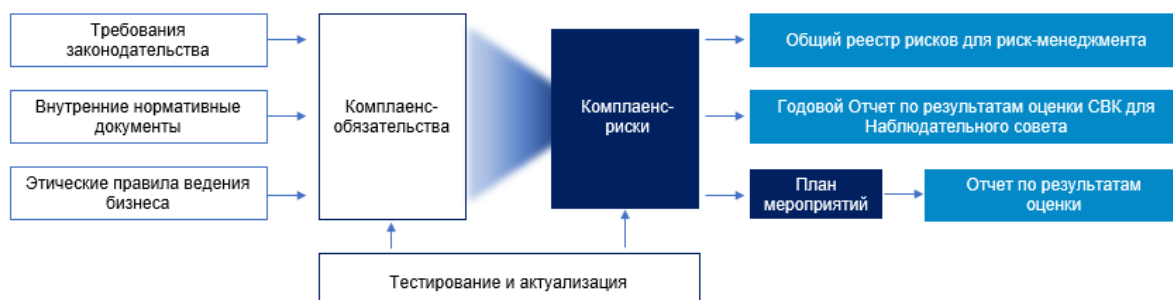 Требования
законодательства
Внутренние нормативные
документы
Этические правила ведения
бизнеса
Комплаенс-
обязательства
Комплаенс-
риски
Общий реестр рисков для риск-менеджмента
Годовой Отчет по результатам оценки СВК для
Наблюдательного совета
План
мероприятий
Отчет по результатам
оценки
Тестирование и актуализация